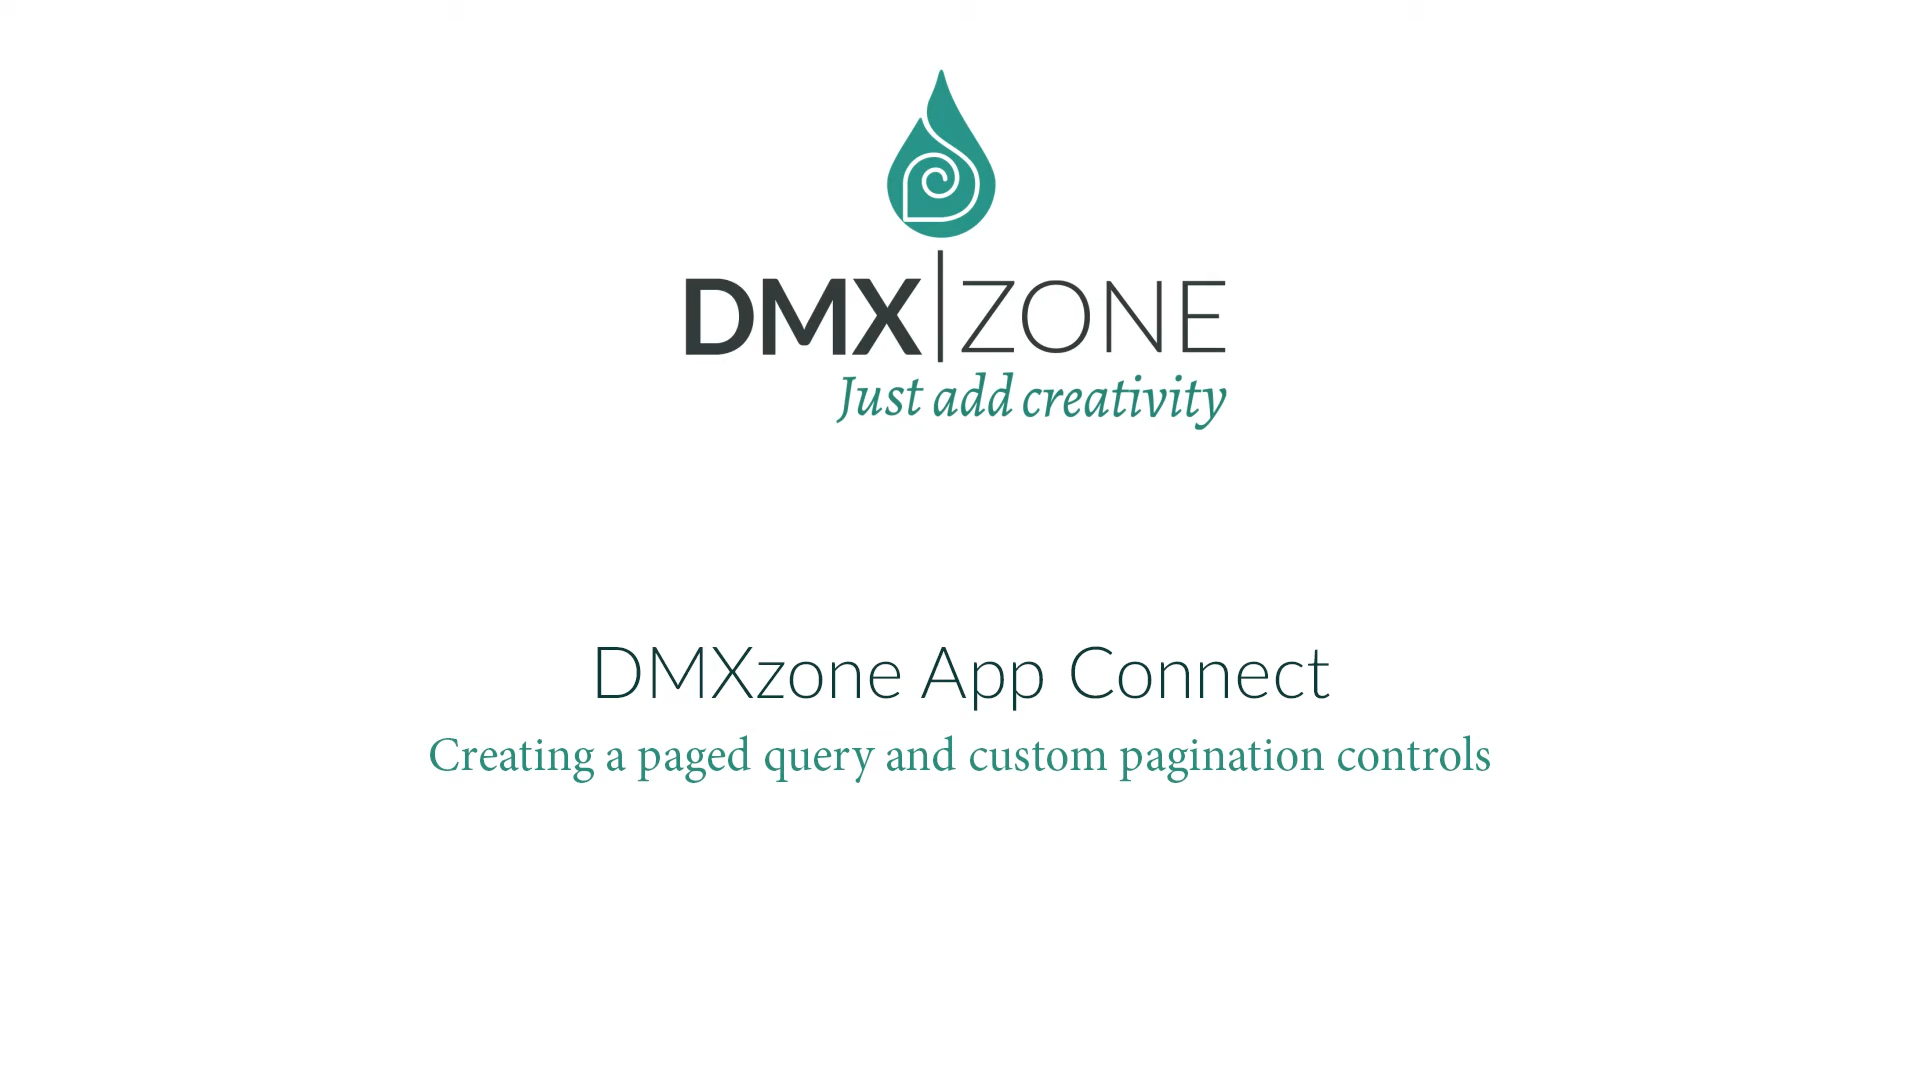 DMX|ZONE
Just add creativity
DMXzone App Connect
Creating a paged query and custom pagination controls